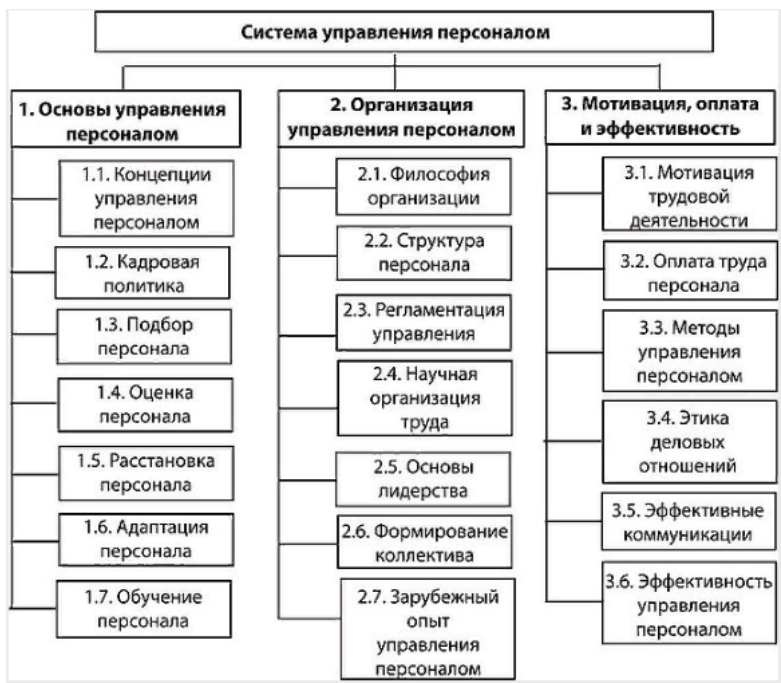 Система управления персоналом
1. Основы управления
персоналом
1.1. Концепции
управления
персоналом
1.2. Кадровая
политика
1.3. Подбор
персонала
1.4. Оценка
персонала
1.5. Расстановка
персонала
1.6. Адаптация
персонала
1.7. Обучение
персонала
2. Организация
управления персоналом
2.1. Философия
организации
2.2. Структура
персонала
2.3. Регламентация
управления
2.4. Научная
организация
труда
2.5. Основы
лидерства
2.6. Формирование
коллектива
2.7. Зарубежный
опыт
управления
персоналом
3. Мотивация, оплата
и эффективность
3.1. Мотивация
трудовой
деятельности
3.2. Оплата труда
персонала
3.3. Методы
управления
персоналом
3.4. Этика
деловых
отношений
3.5. Эффективные
коммуникации
3.6. Эффективность
управления
персоналом